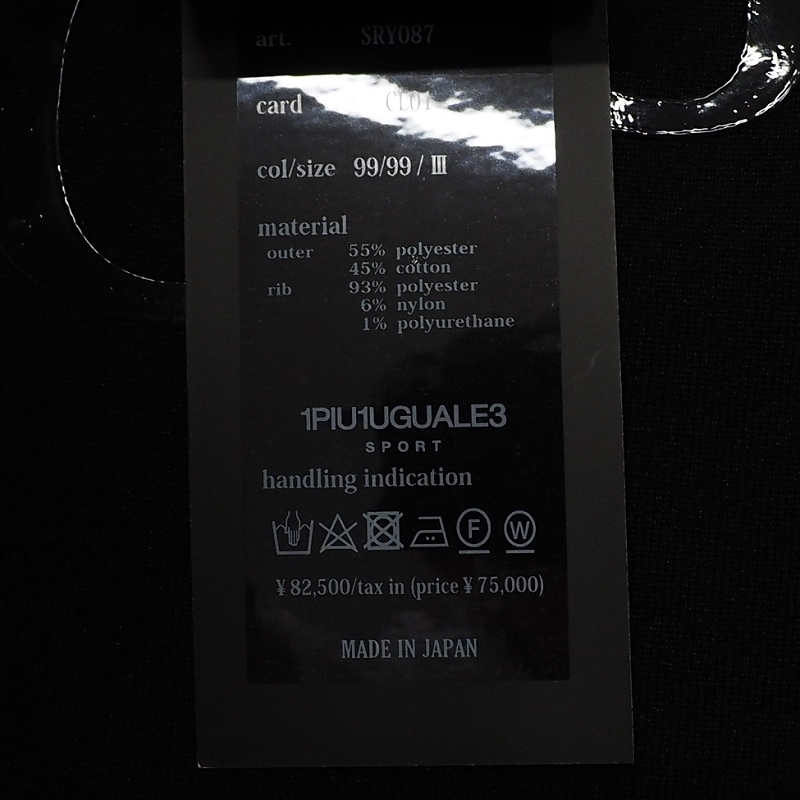 art. SRY087
card CL01
col/size 99/99 / III
material
outer 55% polyester
45% cotton
rib 93% polyester
6% nylon
1% polyurethane
1PIU1UGUALE3
SPORT
handling indication
F W
¥82,500/tax in (price ¥75,000)
MADE IN JAPAN